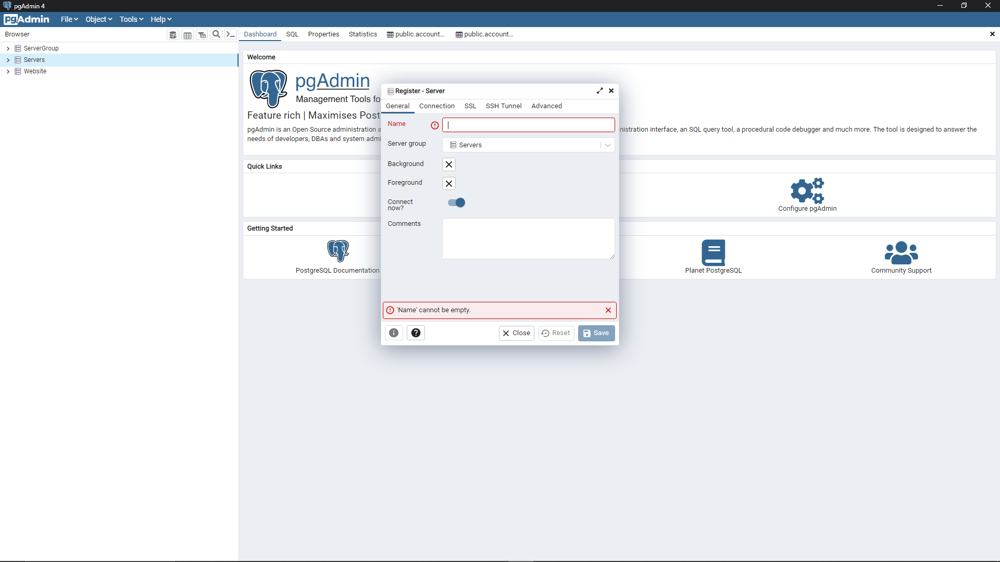 pgAdmin 4
pgAdmin File Object Tools Help
Browser
Dashboard SQL Properties Statistics public.account... public.account...
ServerGroup
Servers
Website
Welcome
pgAdmin
Management Tools fo
Feature rich | Maximises Post
pgAdmin is an Open Source administration a
nistration interface, an SQL query tool, a procedural code debugger and much more. The tool is designed to answer the
needs of developers, DBAs and system admi
Quick Links
Configure pgAdmin
Getting Started
PostgreSQL Documentation
Planet PostgreSQL
Community Support
Register - Server
General Connection SSL SSH Tunnel Advanced
Name
Server group Servers
Background
Foreground
Connect
now?
Comments
'Name' cannot be empty.
Close Reset Save